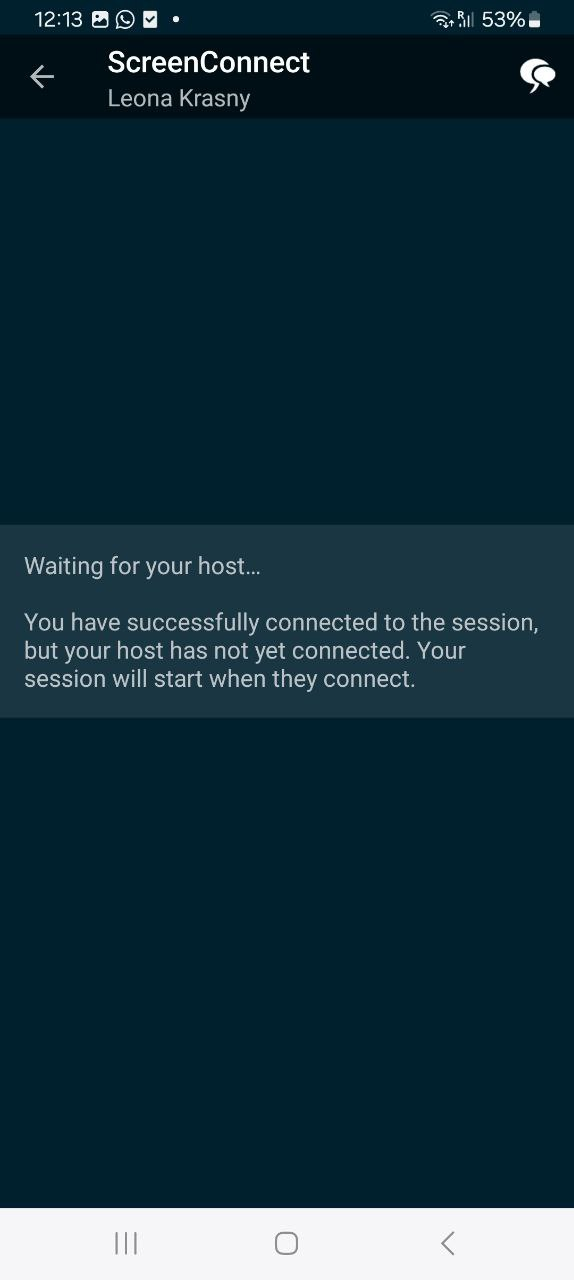 12:13
53%
ScreenConnect
Leona Krasny
Waiting for your host...
You have successfully connected to the session,
but your host has not yet connected. Your
session will start when they connect.